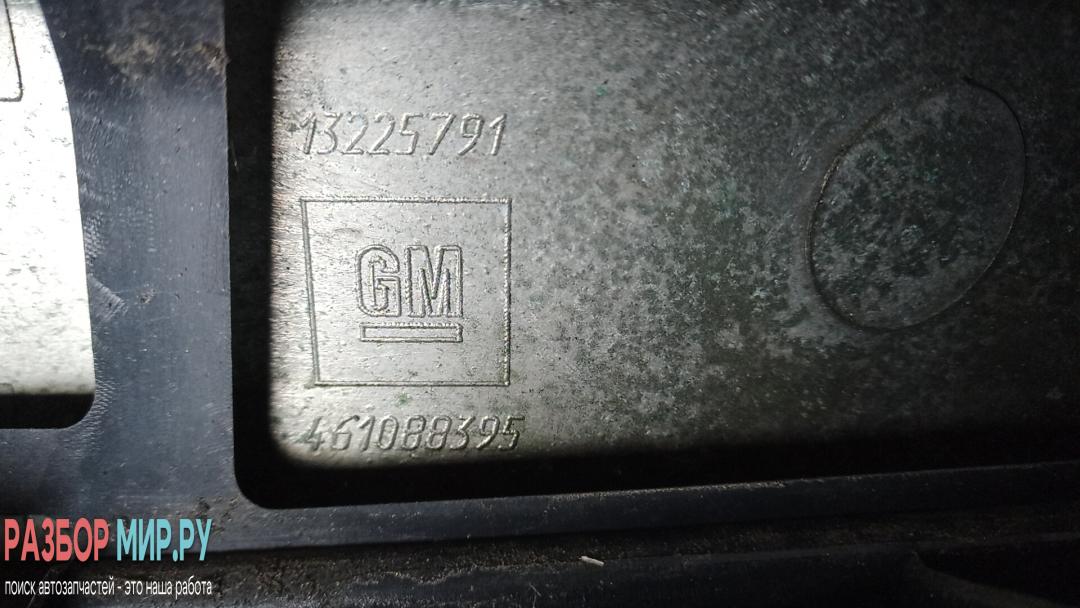 13225791
GM
461088395
РАЗБОР МИР.РУ
поиск автозапчастей - это наша работа